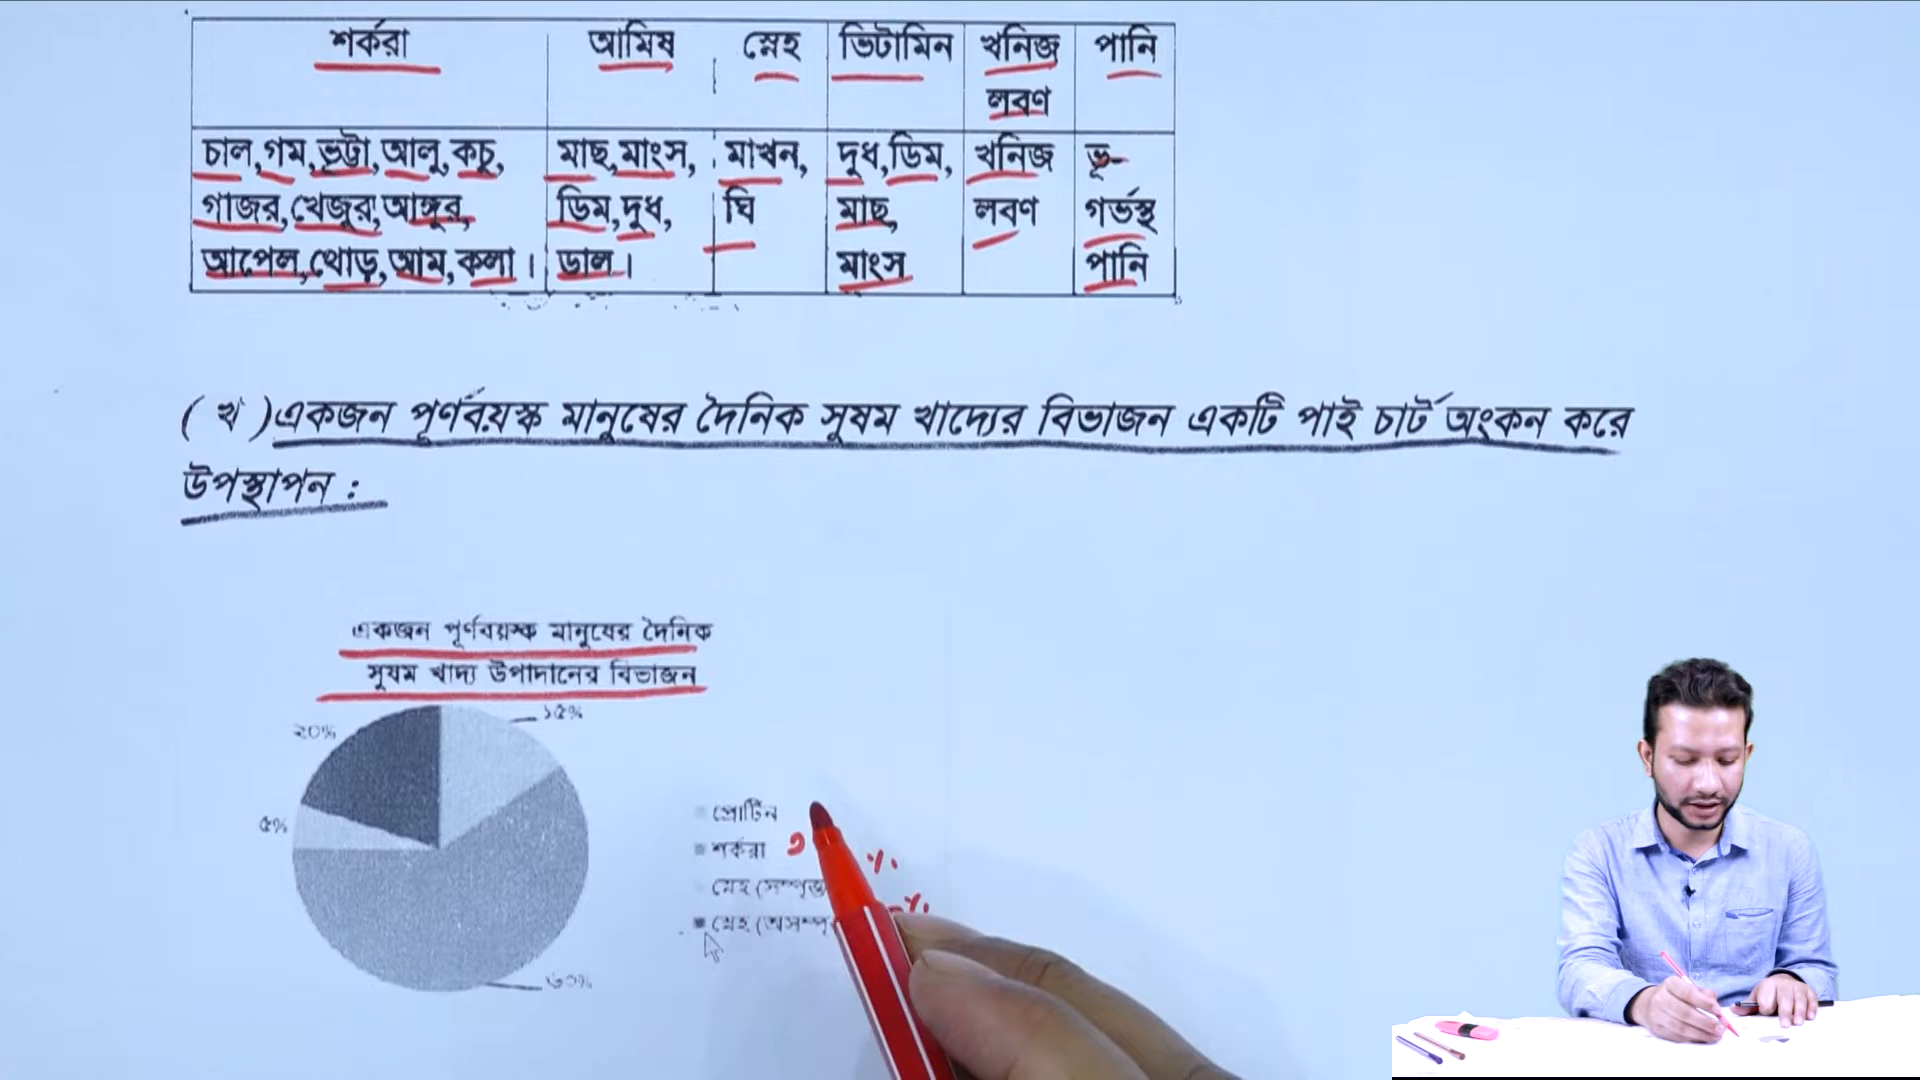 শর্করা আমিষ স্নেহ ভিটামিন খনিজ পানি
লবণ
চাল,গম,ভূট্টা,আলু,কচু, মাছ,মাংস, মাখন, দুধ,ডিম, খনিজ ভূ-
গাজর,খেজুর,আঙ্গুর, ডিম,দুধ, ঘি মাছ, লবণ গর্ভস্থ
আপেল,থোড়,আম,কলা। ডাল। মাংস পানি
( খ )একজন পূর্ণবয়স্ক মানুষের দৈনিক সুষম খাদ্যের বিভাজন একটি পাই চার্ট অংকন করে
উপস্থাপন :
একজন পূর্ণবয়স্ক মানুষের দৈনিক
সুষম খাদ্য উপাদানের বিভাজন
১৫%
২০%
৫%
৬০%
প্রোটিন
শর্করা %
স্নেহ (সম্পৃক্ত
স্নেহ (অসম্পৃ %